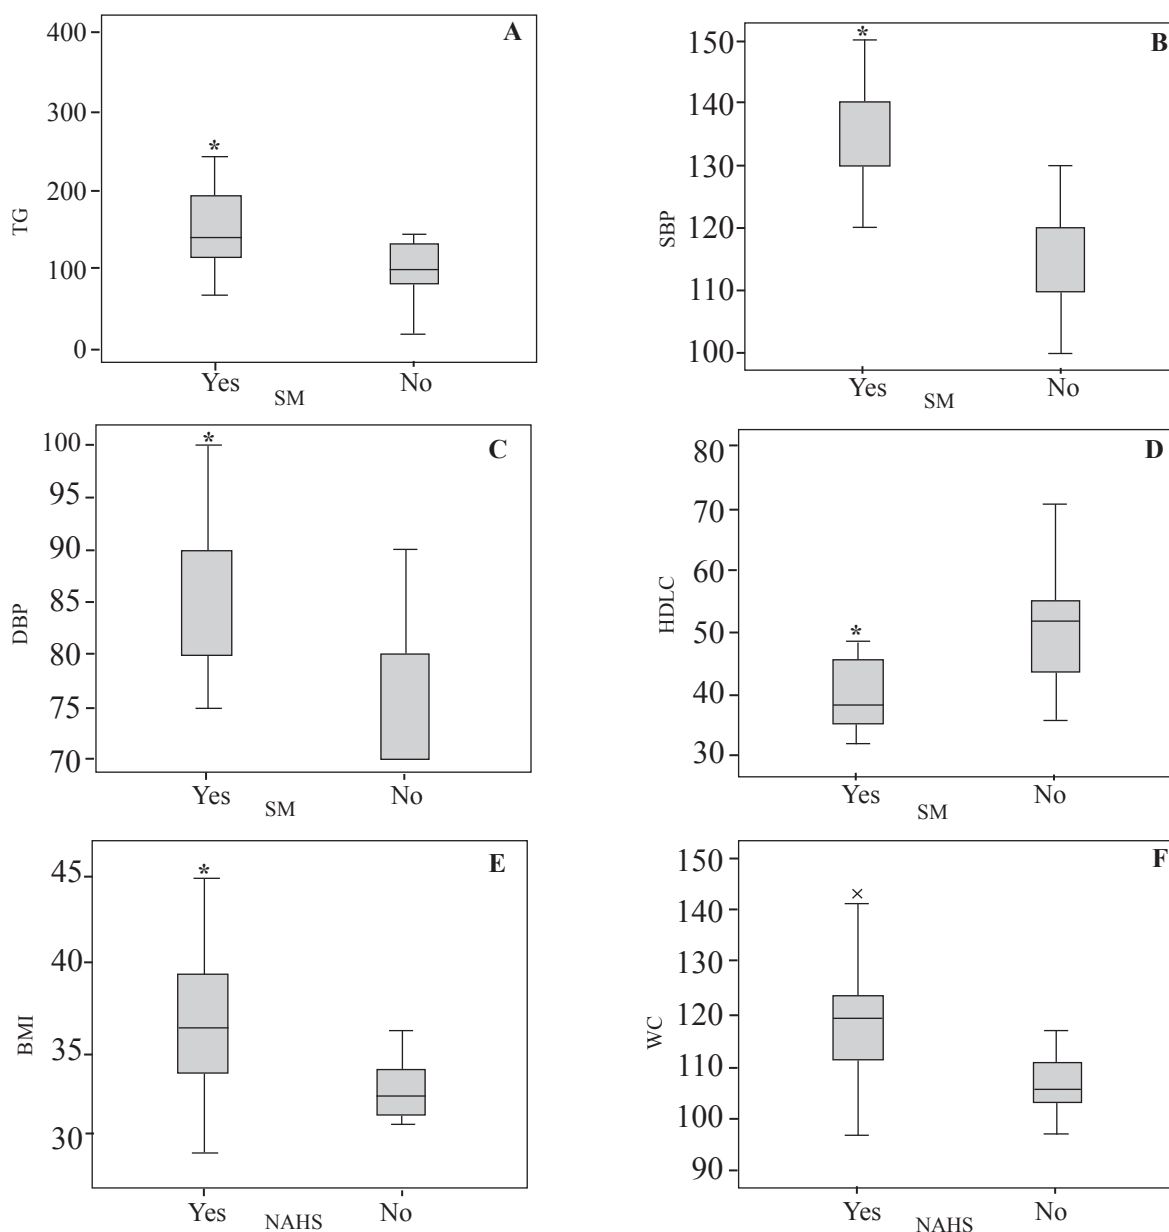 A
400
300
200
100
0
TG
*
Yes
No
SM
B
150
140
130
120
110
100
SBP
*
Yes
No
SM
C
100
95
90
85
80
75
70
DBP
*
Yes
No
SM
D
80
70
60
50
40
30
HDLC
*
Yes
No
SM
E
45
40
35
30
BMI
*
Yes
No
NAHS
F
150
140
130
120
110
100
90
WC
×
Yes
No
NAHS